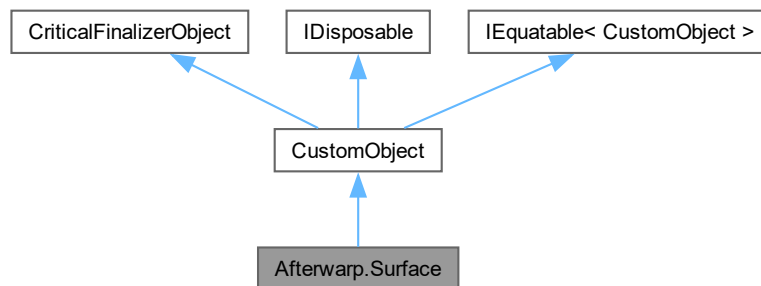 CriticalFinalizerObject
IDisposable
IEquatable< CustomObject >
CustomObject
Afterwarp.Surface